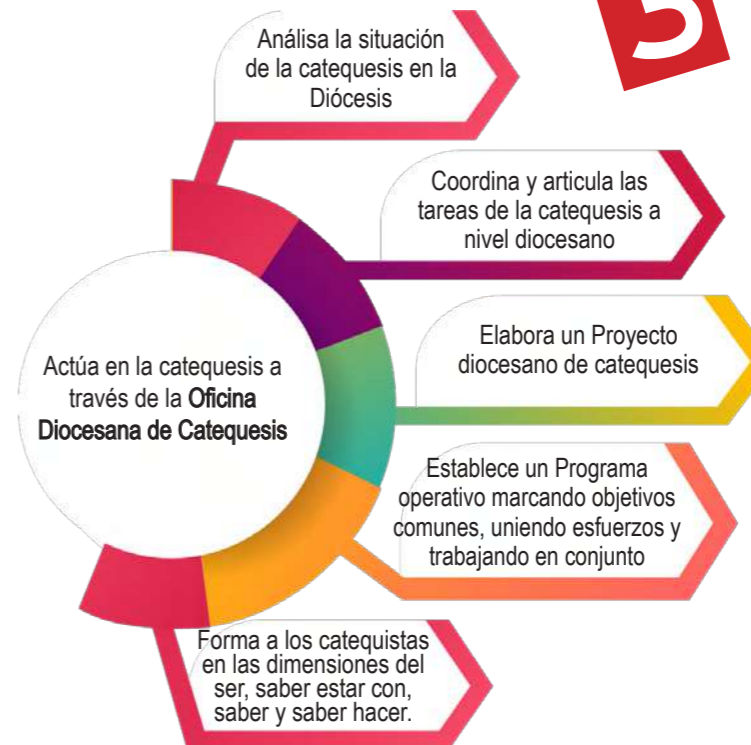 3
Análisa la situación
de la catequesis en la
Diócesis
Coordina y articula las
tareas de la catequesis a
nivel diocesano
Elabora un Proyecto
diocesano de catequesis
Actúa en la catequesis a
través de la Oficina
Diocesana de Catequesis
Establece un Programa
operativo marcando objetivos
comunes, uniendo esfuerzos y
trabajando en conjunto
Forma a los catequistas
en las dimensiones del
ser, saber estar con,
saber y saber hacer.